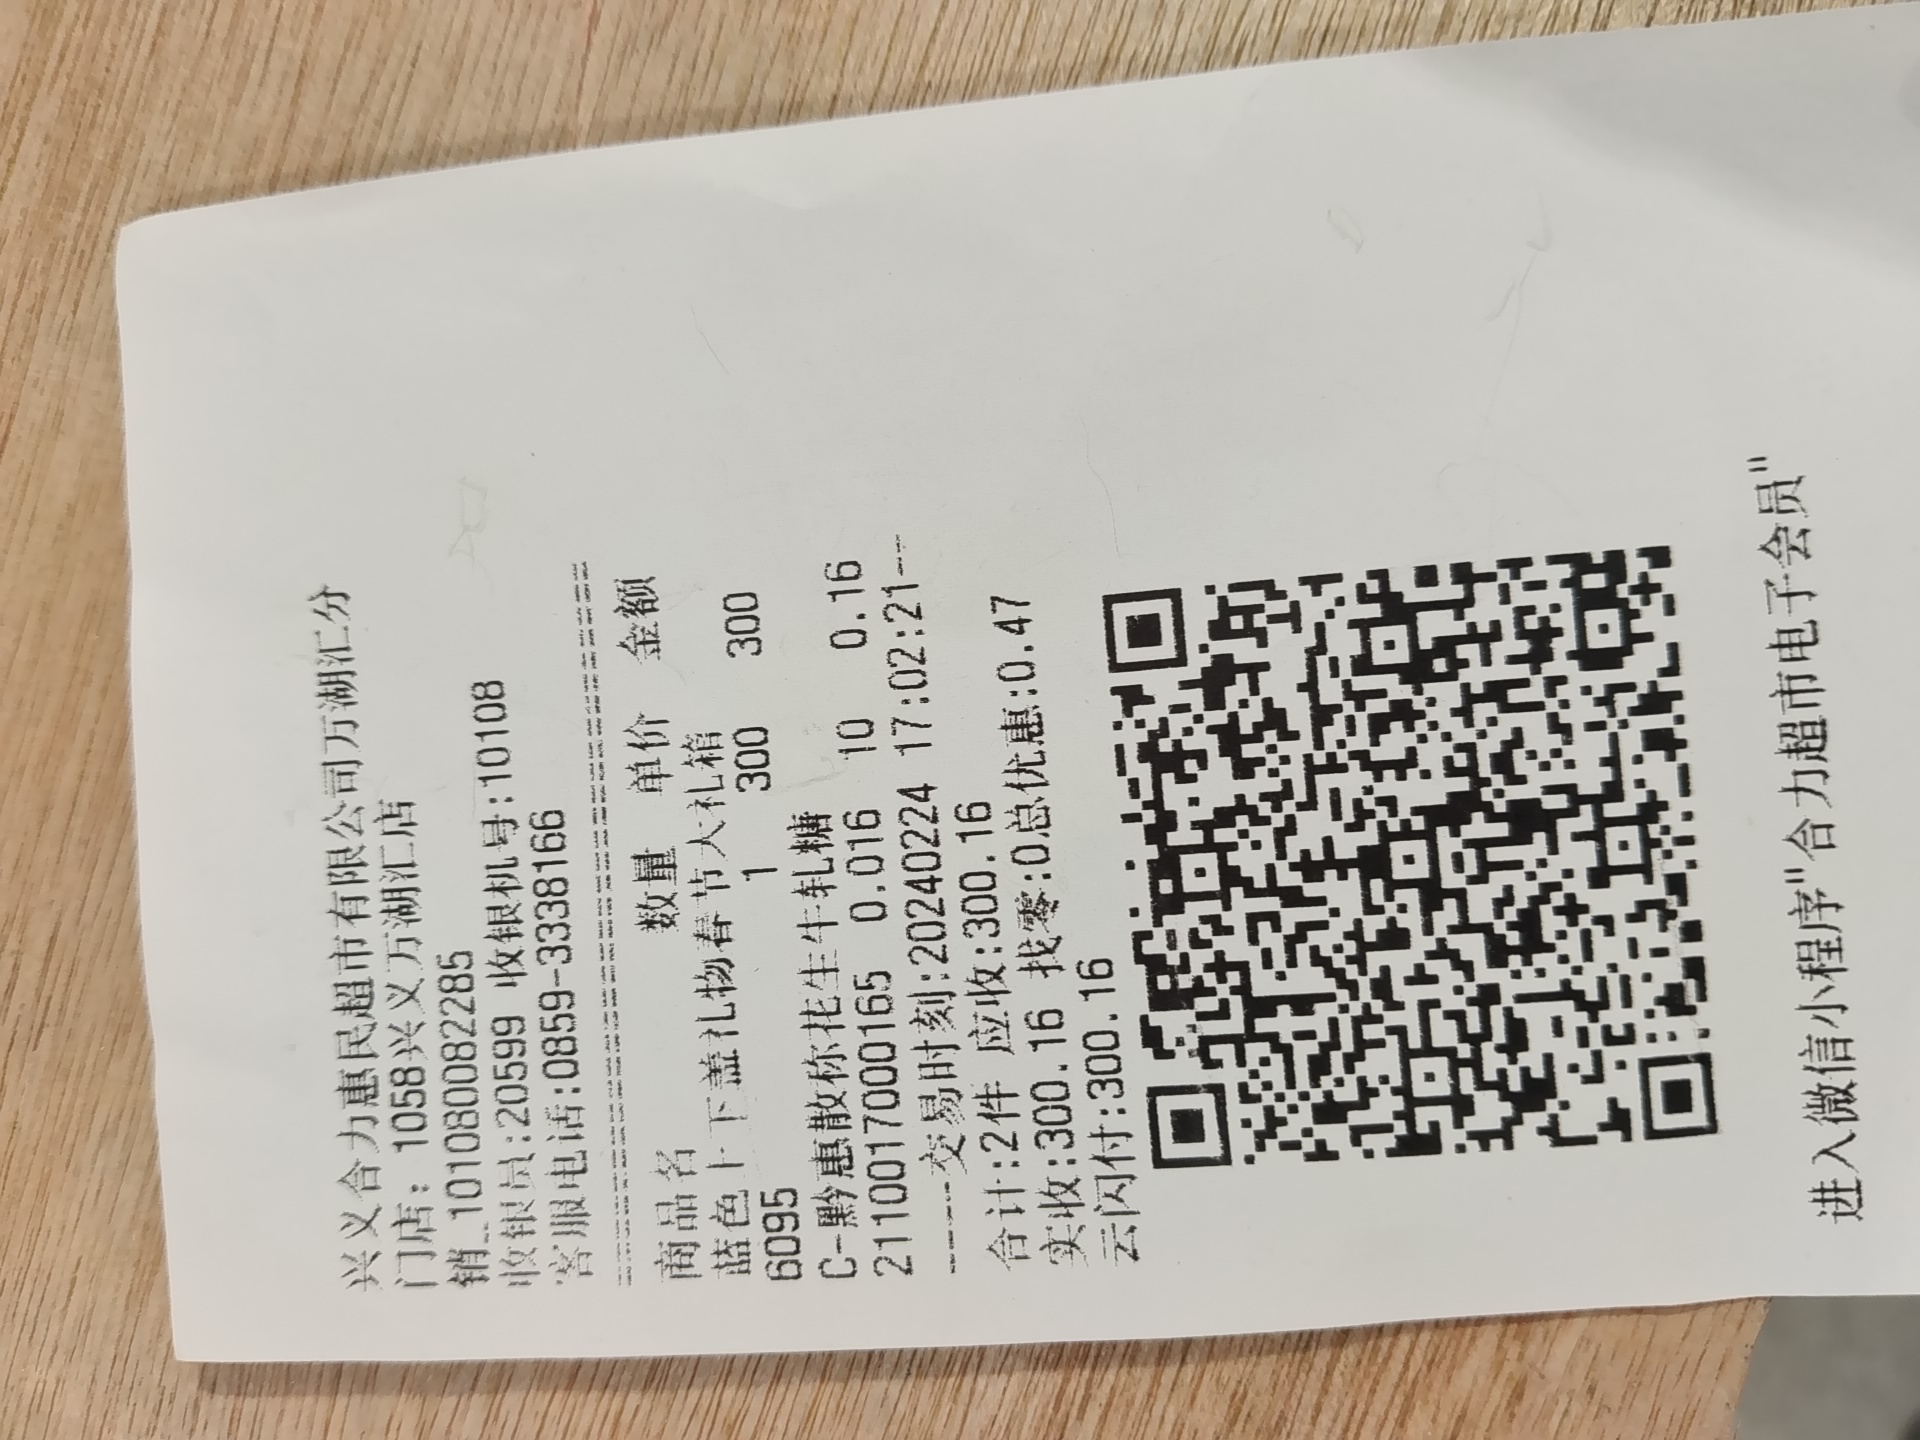 兴义合力惠民超市有限公司万湖汇分
门店: 1058兴义万湖汇店
销_101080082285
收银员:20599 收银机号:10108
客服电话:0859-3338166
商品名 数量 单价 金额
蓝色上下盖礼物春节大礼箱
6095 1 300 300
C-黔惠散称花生牛轧糖
2110017000165 0.016 10 0.16
-----交易时刻:20240224 17:02:21--
合计:2件 应收:300.16
实收:300.16 找零:0总优惠:0.47
云闪付:300.16
进入微信小程序"合力超市电子会员"